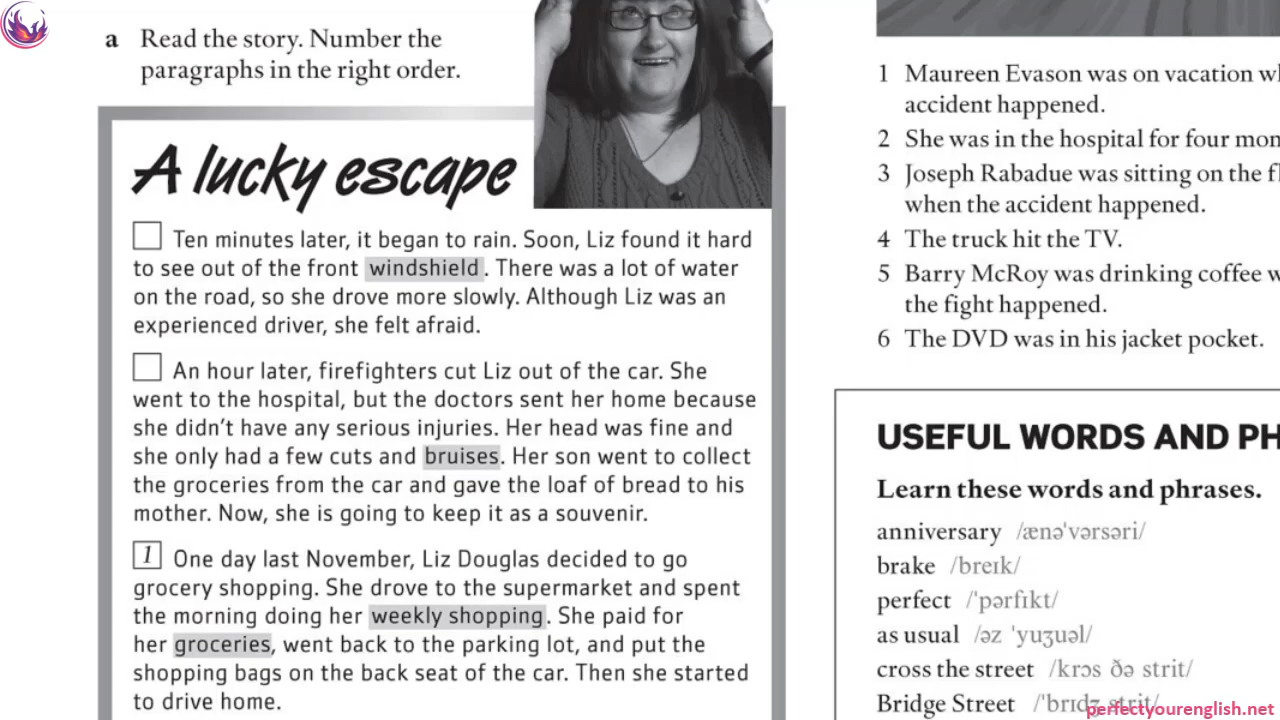 a Read the story. Number the
paragraphs in the right order.
A lucky escape
Ten minutes later, it began to rain. Soon, Liz found it hard
to see out of the front windshield. There was a lot of water
on the road, so she drove more slowly. Although Liz was an
experienced driver, she felt afraid.
An hour later, firefighters cut Liz out of the car. She
went to the hospital, but the doctors sent her home because
she didn't have any serious injuries. Her head was fine and
she only had a few cuts and bruises. Her son went to collect
the groceries from the car and gave the loaf of bread to his
mother. Now, she is going to keep it as a souvenir.
1 One day last November, Liz Douglas decided to go
grocery shopping. She drove to the supermarket and spent
the morning doing her weekly shopping. She paid for
her groceries, went back to the parking lot, and put the
shopping bags on the back seat of the car. Then she started
to drive home.
1 Maureen Evason was on vacation
accident happened.
2 She was in the hospital for four
3 Joseph Rabadue was sitting on the
when the accident happened.
4 The truck hit the TV.
5 Barry McRoy was drinking coffee
the fight happened.
6 The DVD was in his jacket pocket.
USEFUL WORDS AND
Learn these words and phrases.
anniversary /ænəˈvərsəri/
brake /breɪk/
perfect /ˈpərfɪkt/
as usual /əz ˈyuʒuəl/
cross the street /krɔs ðə strit/
Bridge Street /ˈbrɪdʒ strit/
perfectyourenglish.net